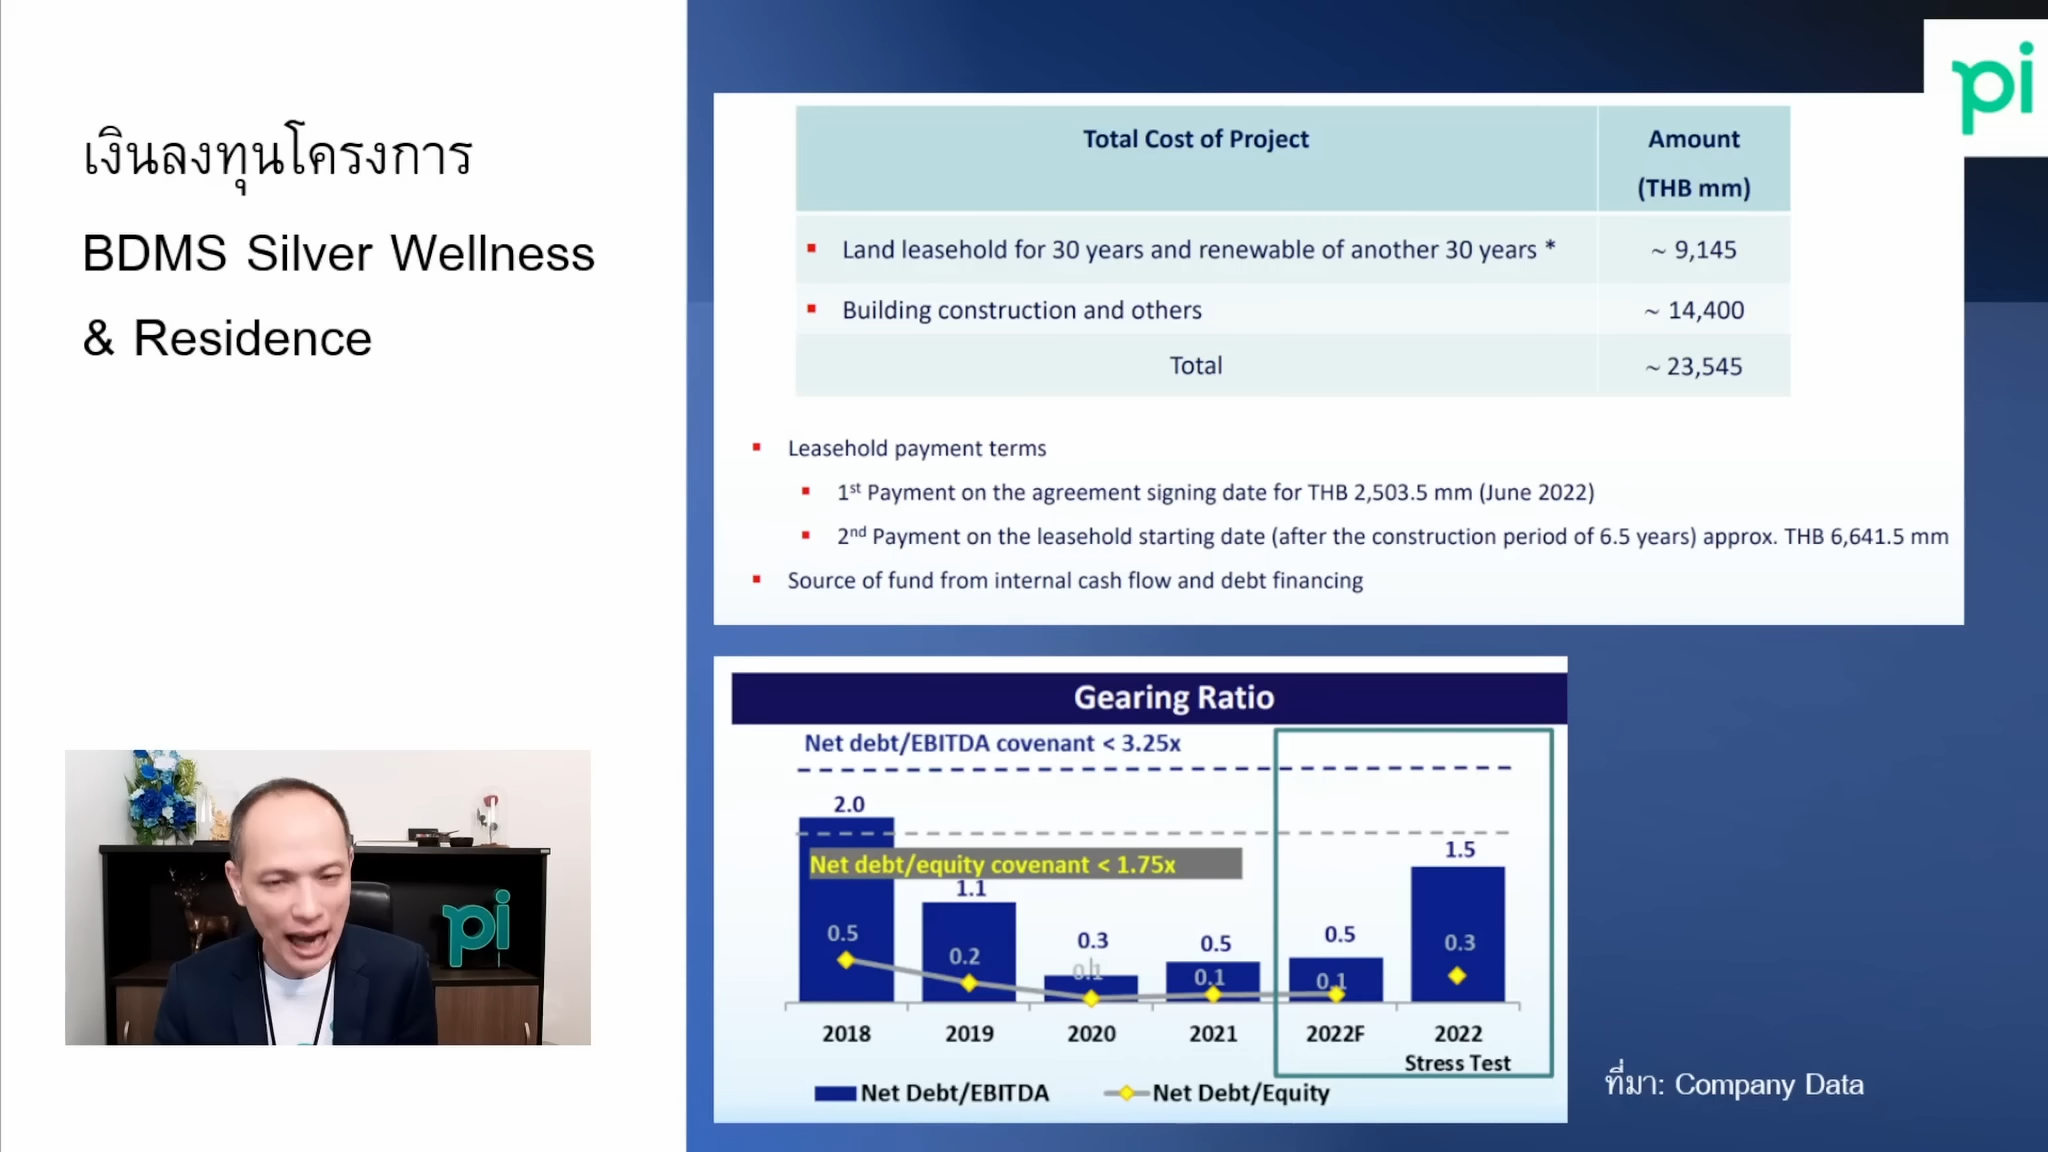 เงินลงทุนโครงการ
BDMS Silver Wellness
& Residence
pi
Total Cost of Project
Amount
(THB mm)
▪ Land leasehold for 30 years and renewable of another 30 years *
~ 9,145
▪ Building construction and others
~ 14,400
Total
~ 23,545
▪ Leasehold payment terms
▪ 1st Payment on the agreement signing date for THB 2,503.5 mm (June 2022)
▪ 2nd Payment on the leasehold starting date (after the construction period of 6.5 years) approx. THB 6,641.5 mm
▪ Source of fund from internal cash flow and debt financing
Gearing Ratio
Net debt/EBITDA covenant < 3.25x
2.0
Net debt/equity covenant < 1.75x
1.1
0.3
0.5
0.5
1.5
0.5
0.2
0.1
0.1
0.1
0.3
2018
2019
2020
2021
2022F
2022
Stress Test
Net Debt/EBITDA
Net Debt/Equity
ที่มา: Company Data
pi